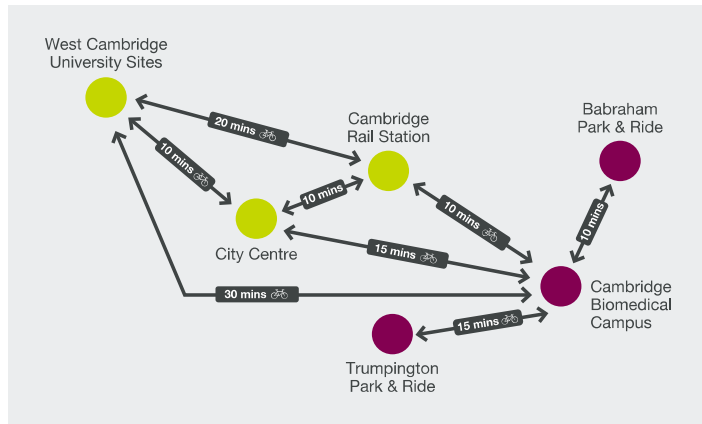 West Cambridge
University Sites
20 mins
Cambridge
Rail Station
Babraham
Park & Ride
10 mins
10 mins
10 mins
10 mins
City Centre
15 mins
30 mins
Cambridge
Biomedical
Campus
15 mins
Trumpington
Park & Ride